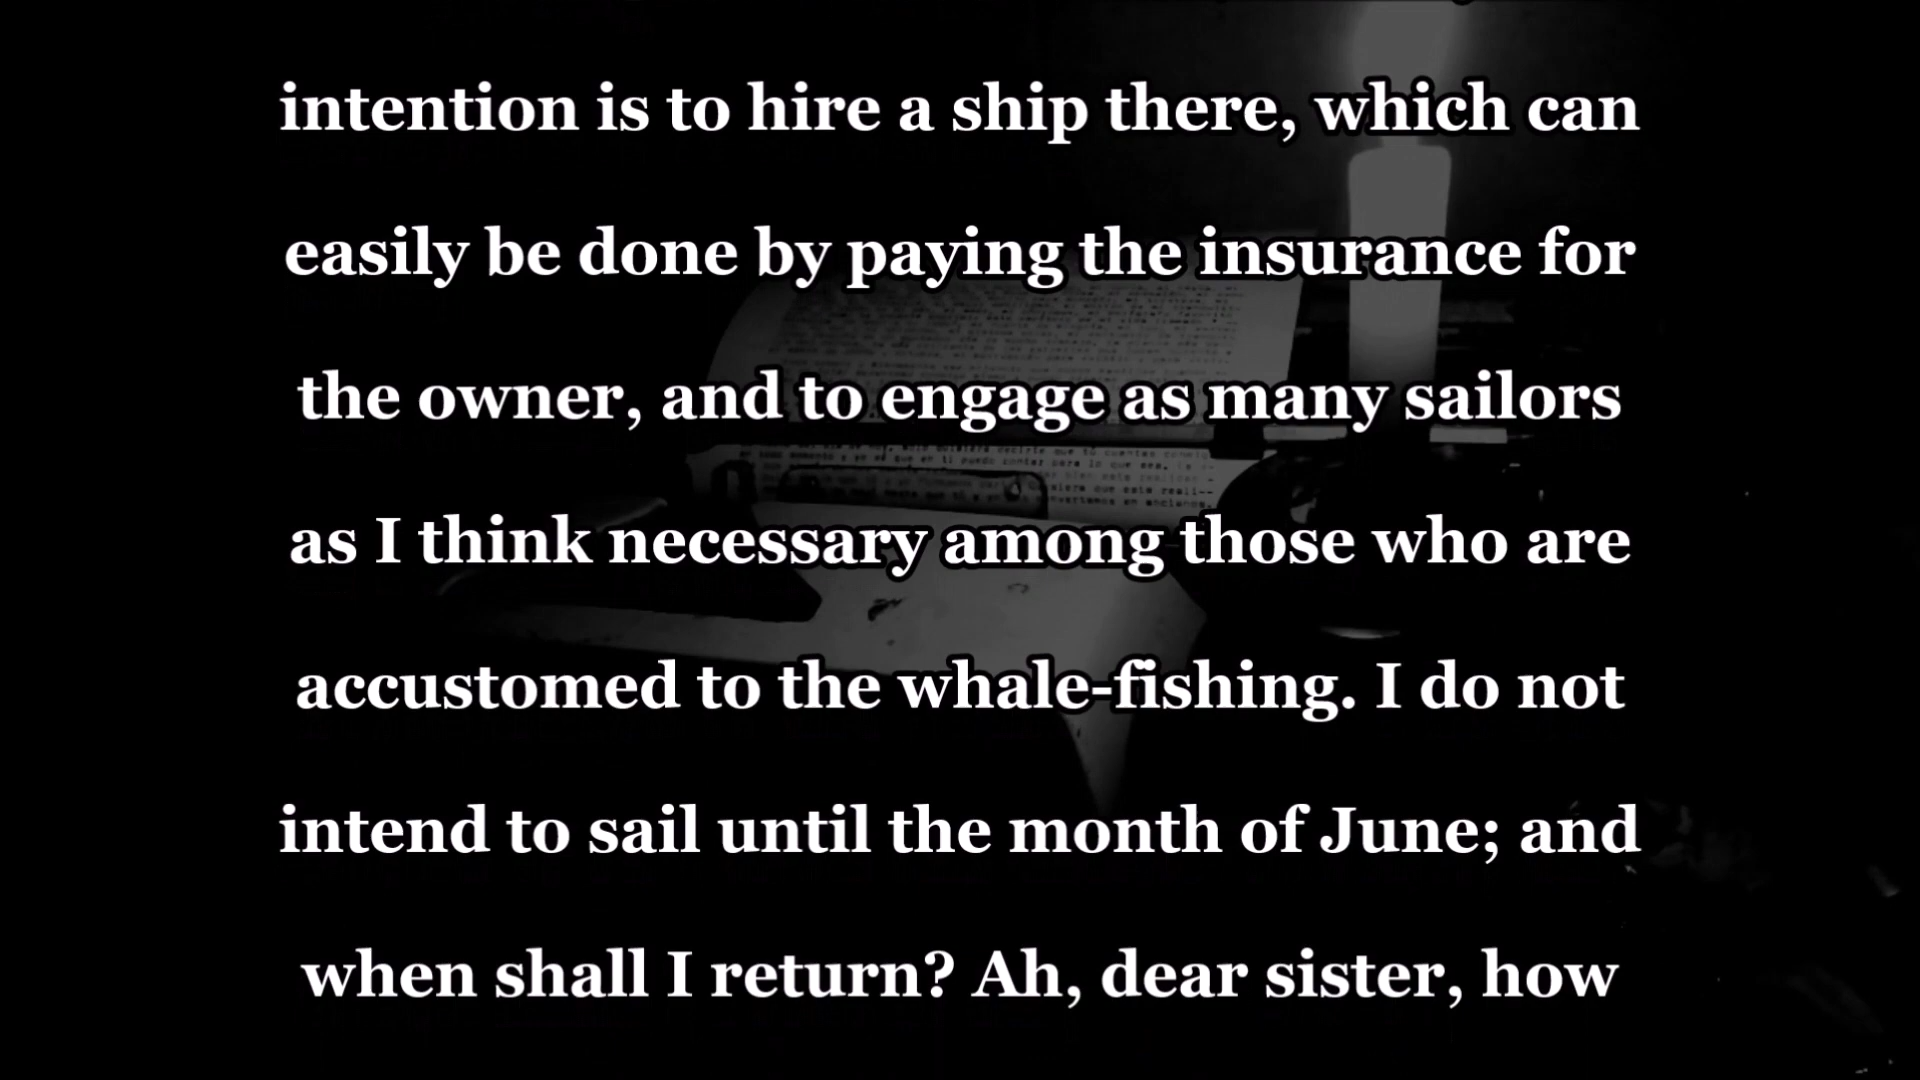 intention is to hire a ship there, which can
easily be done by paying the insurance for
the owner, and to engage as many sailors
as I think necessary among those who are
accustomed to the whale-fishing. I do not
intend to sail until the month of June; and
when shall I return? Ah, dear sister, how